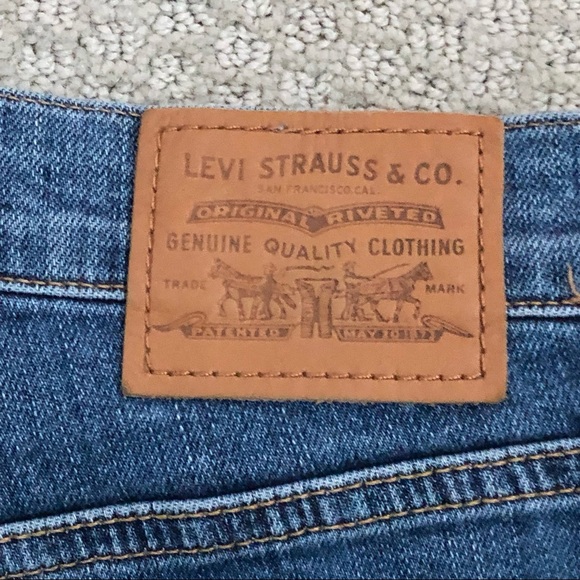 LEVI STRAUSS & CO.
SAN FRANCISCO, CAL.
ORIGINAL RIVETED
GENUINE QUALITY CLOTHING
TRADE MARK
PATENTED MAY 20 1873